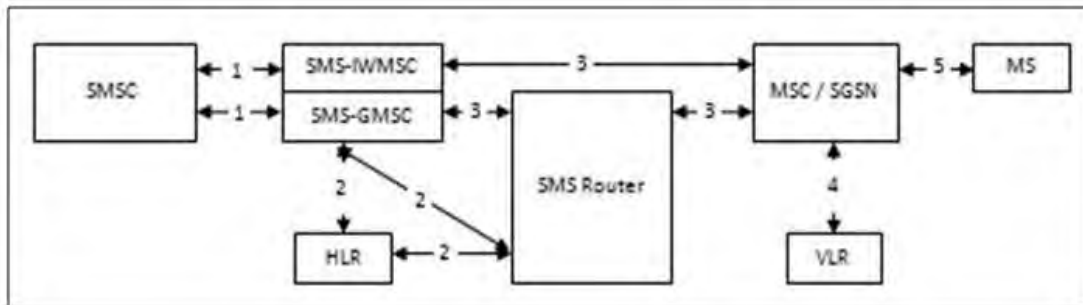 SMSC
1
1
SMS-IWMSC
SMS-GMSC
3
3
3
MSC / SGSN
5
MS
2
2
2
HLR
SMS Router
4
VLR